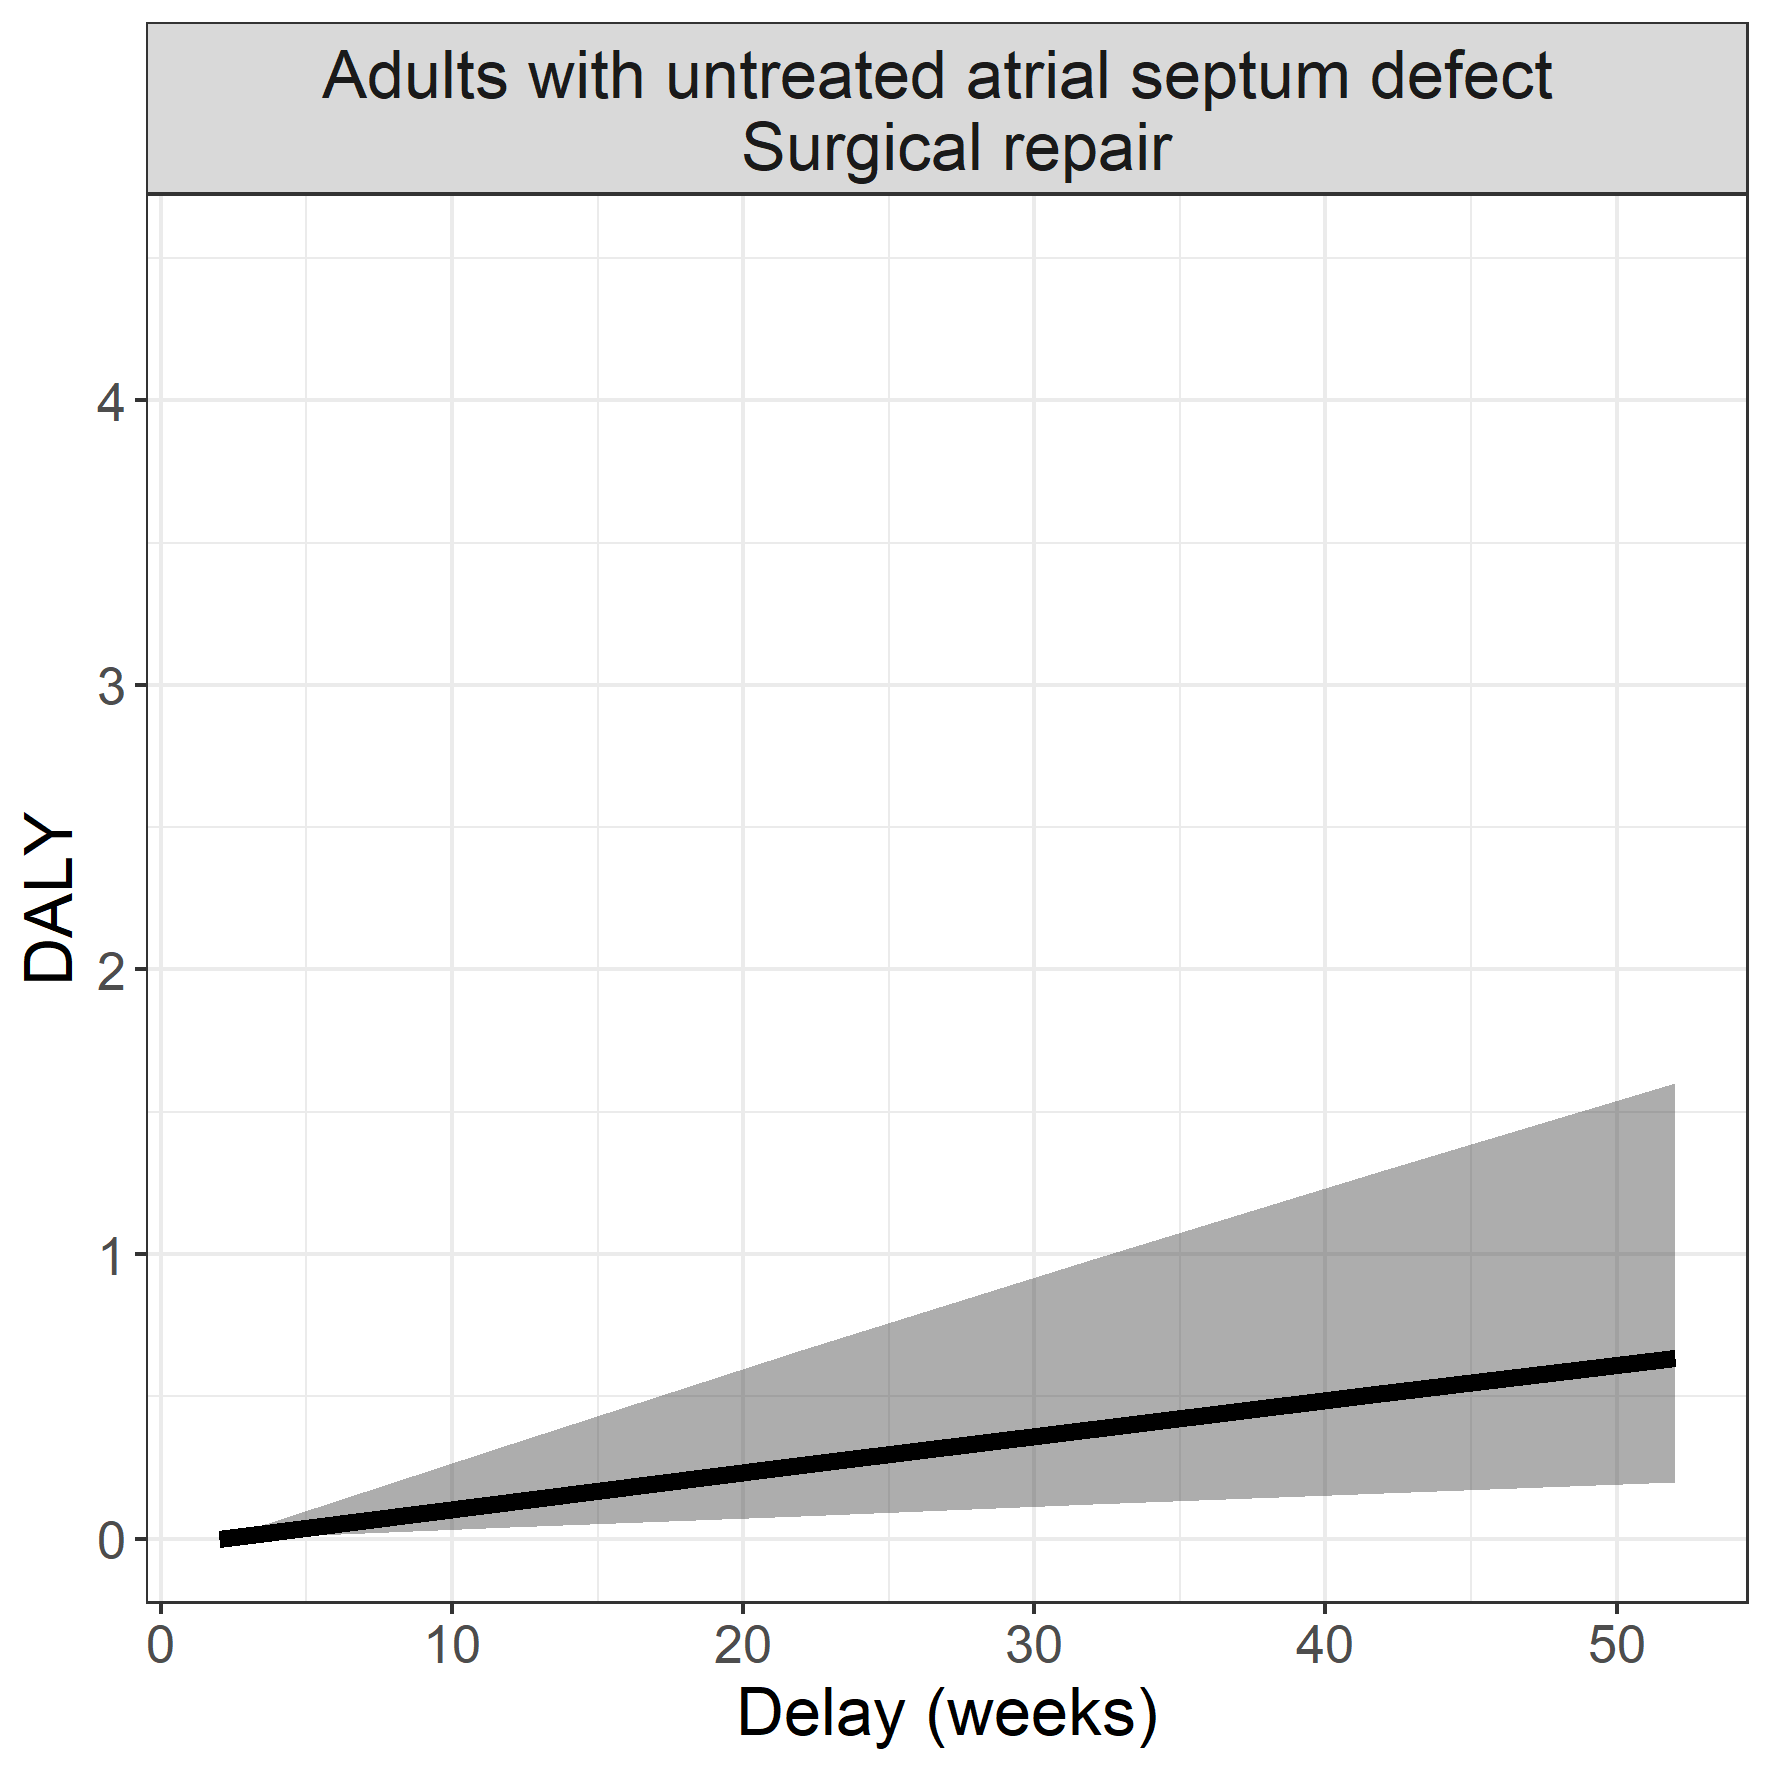 Adults with untreated atrial septum defect
Surgical repair
DALY
4
3
2
1
0
0 10 20 30 40 50
Delay (weeks)